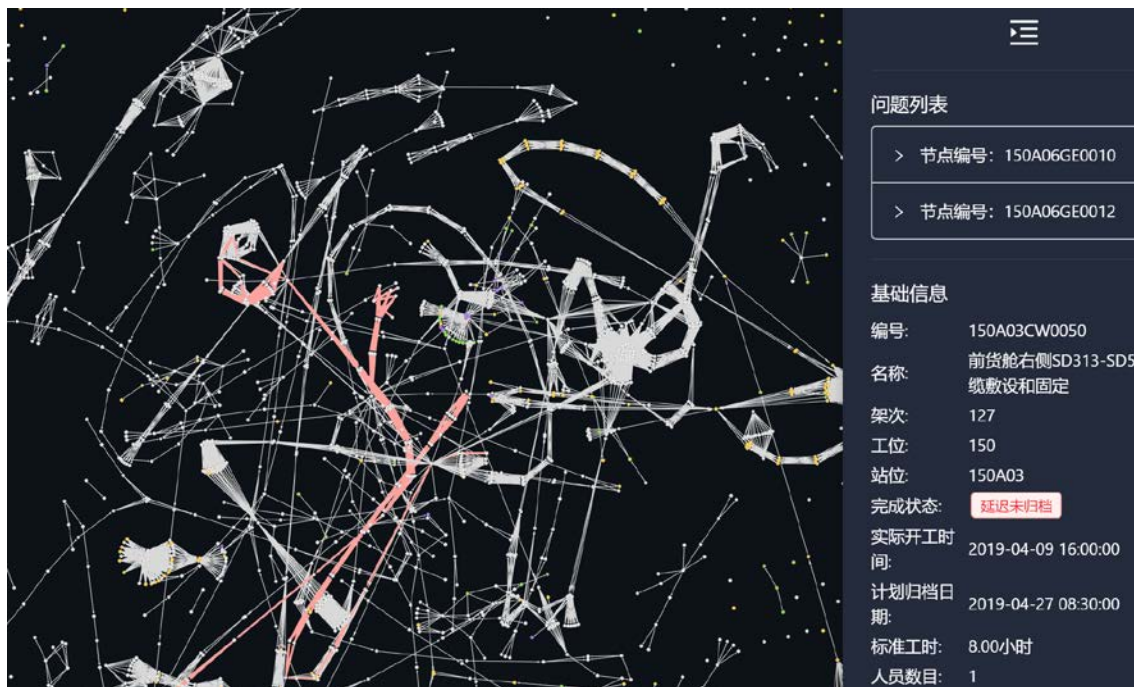 问题列表
> 节点编号：150A06GE0010
> 节点编号：150A06GE0012
基础信息
编号: 150A03CW0050
名称: 前货舱右侧SD313-SD5
缆敷设和固定
架次: 127
工位: 150
站位: 150A03
完成状态: 延迟未归档
实际开工时
间: 2019-04-09 16:00:00
计划归档日
期: 2019-04-27 08:30:00
标准工时: 8.00小时
人员数目: 1